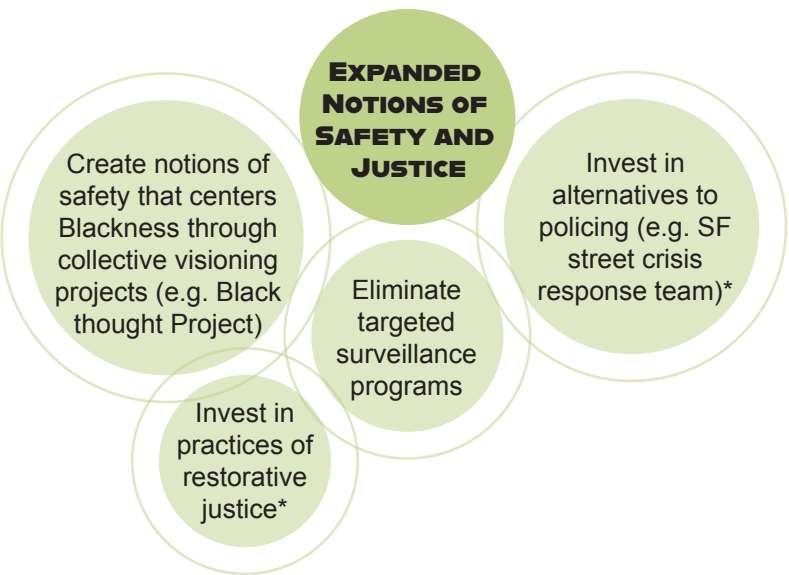 EXPANDED
NOTIONS OF
SAFETY AND
JUSTICE
Create notions of
safety that centers
Blackness through
collective visioning
projects (e.g. Black
thought Project)
Invest in
alternatives to
policing (e.g. SF
street crisis
response team)*
Eliminate
targeted
surveillance
programs
Invest in
practices of
restorative
justice*